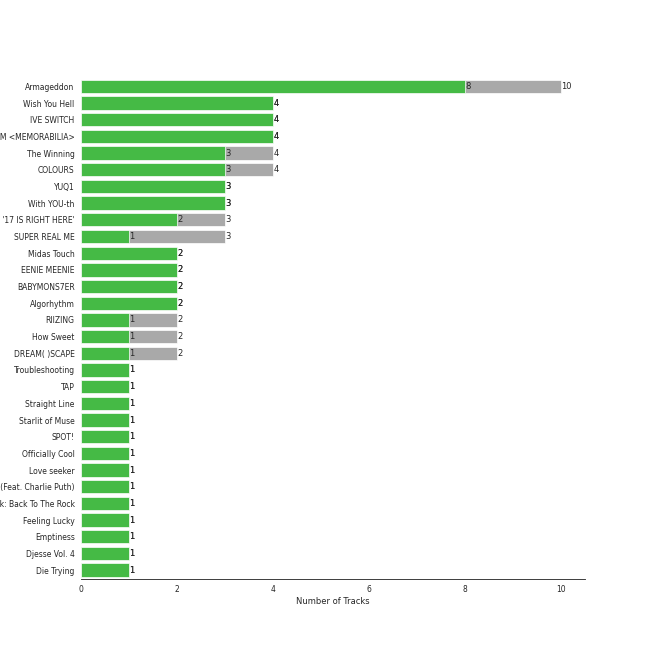 Armageddon 8 10
Wish You Hell 4
IVE SWITCH 4
M <MEMORABILIA> 4
The Winning 3 4
COLOURS 3 4
YUQ1 3
With YOU-th 3
'17 IS RIGHT HERE' 2 3
SUPER REAL ME 1 3
Midas Touch 2
EENIE MEENIE 2
BABYMONS7ER 2
Algorhythm 2
RIIZING 1 2
How Sweet 1 2
DREAM( )SCAPE 1 2
Troubleshooting 1
TAP 1
Straight Line 1
Starlit of Muse 1
SPOT! 1
Officially Cool 1
Love seeker 1
(Feat. Charlie Puth) 1
k: Back To The Rock 1
Feeling Lucky 1
Emptiness 1
Djesse Vol. 4 1
Die Trying 1
0 2 4 6 8 10
Number of Tracks